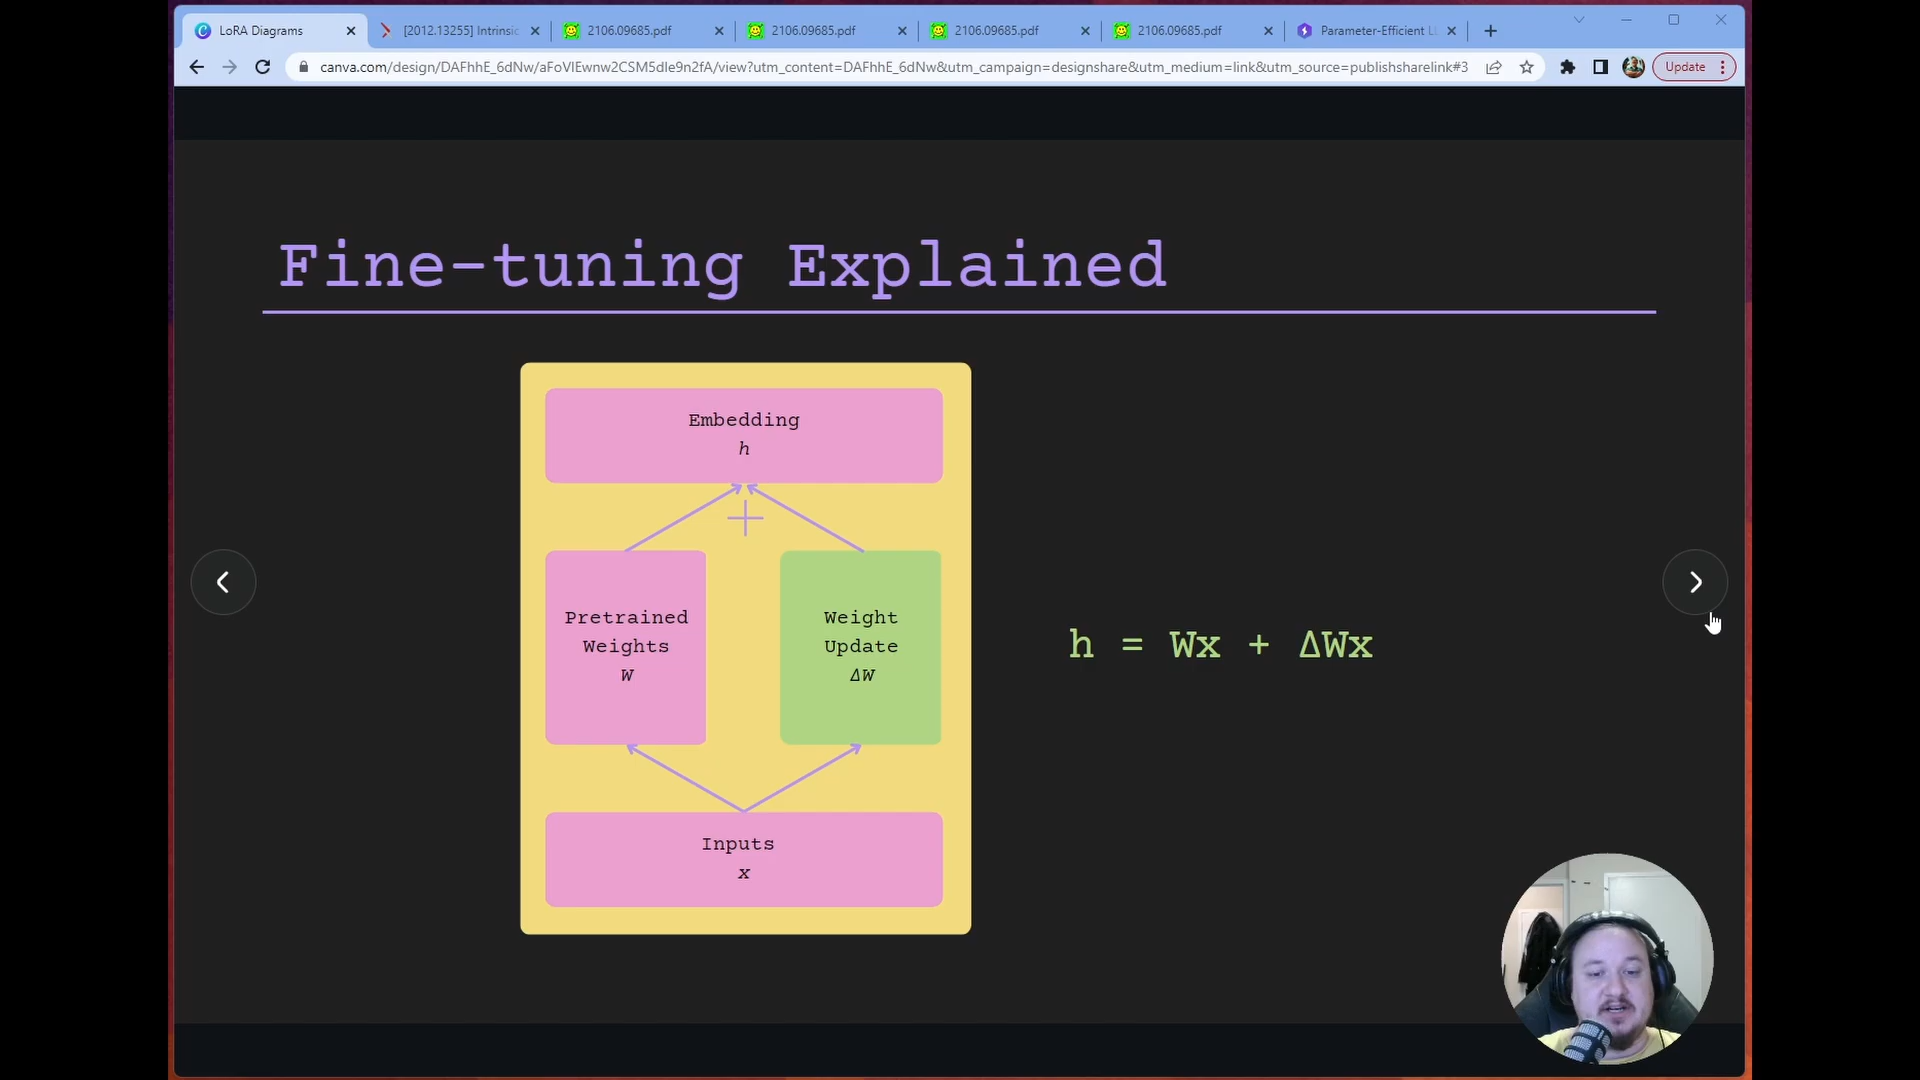 LoRA Diagrams
[2012.13255] Intrinsic
2106.09685.pdf
2106.09685.pdf
2106.09685.pdf
2106.09685.pdf
Parameter-Efficient LL
canva.com/design/DAFhhE_6dNw/aFoVIEwnw2CSM5dle9n2fA/view?utm_content=DAFhhE_6dNw&utm_campaign=designshare&utm_medium=link&utm_source=publishsharelink#3
Update
Fine-tuning Explained
Embedding
h
Pretrained
Weights
W
Weight
Update
ΔW
h = Wx + ΔWx
Inputs
x